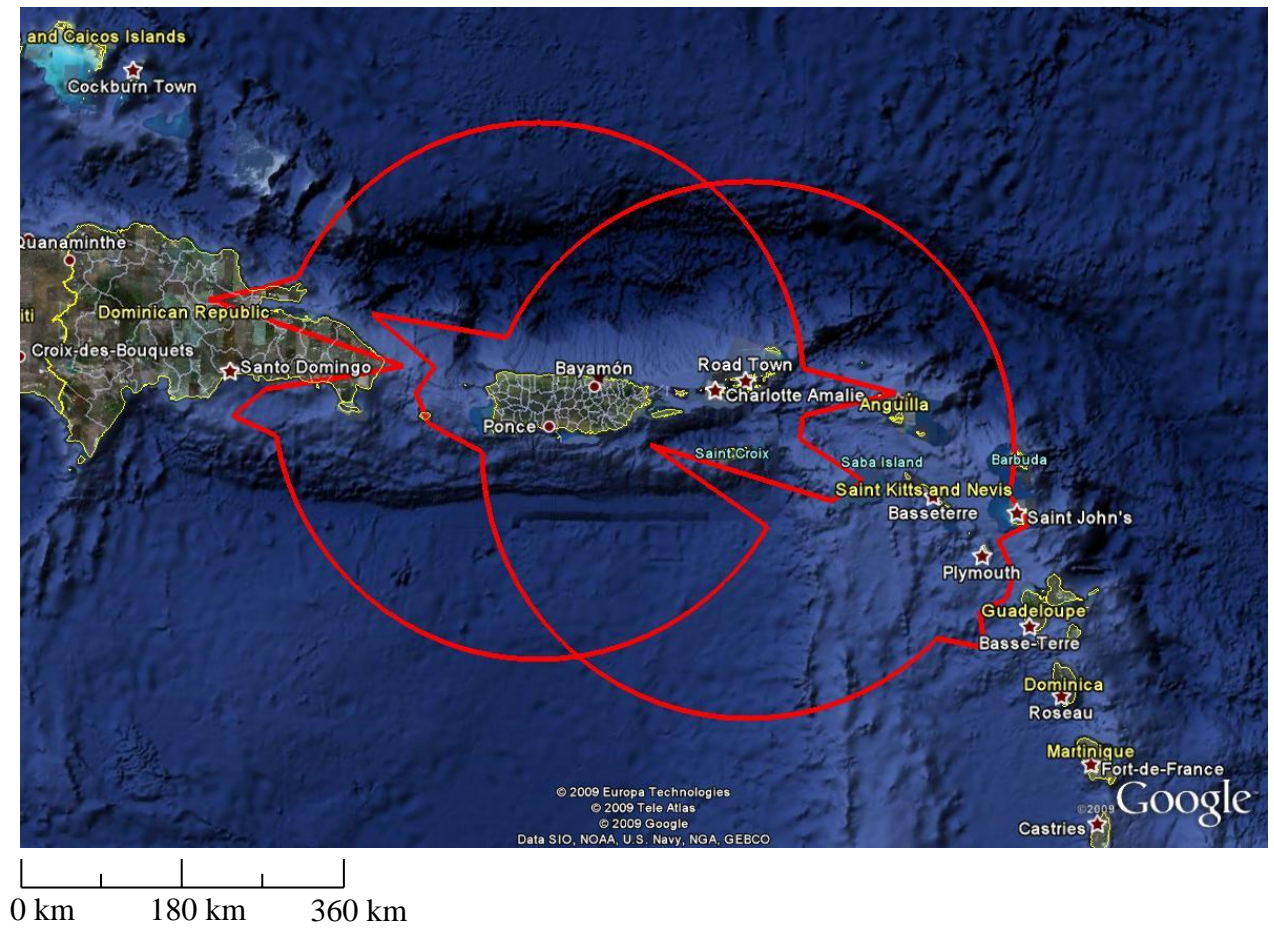 and Caicos Islands
Cockburn Town
Quanaminthe
Dominican Republic
iti
Croix-des-Bouquets
Santo Domingo
Bayamón
Road Town
Charlotte Amalie
Anguilla
Ponce
Saint Croix
Saba Island
Barbuda
Saint Kitts and Nevis
Basseterre
Saint John's
Plymouth
Guadeloupe
Basse-Terre
Dominica
Roseau
Martinique
Fort-de-France
© 2009 Europa Technologies
© 2009 Tele Atlas
© 2009 Google
Data SIO, NOAA, U.S. Navy, NGA, GEBCO
©2009 Google
Castries
0 km 180 km 360 km